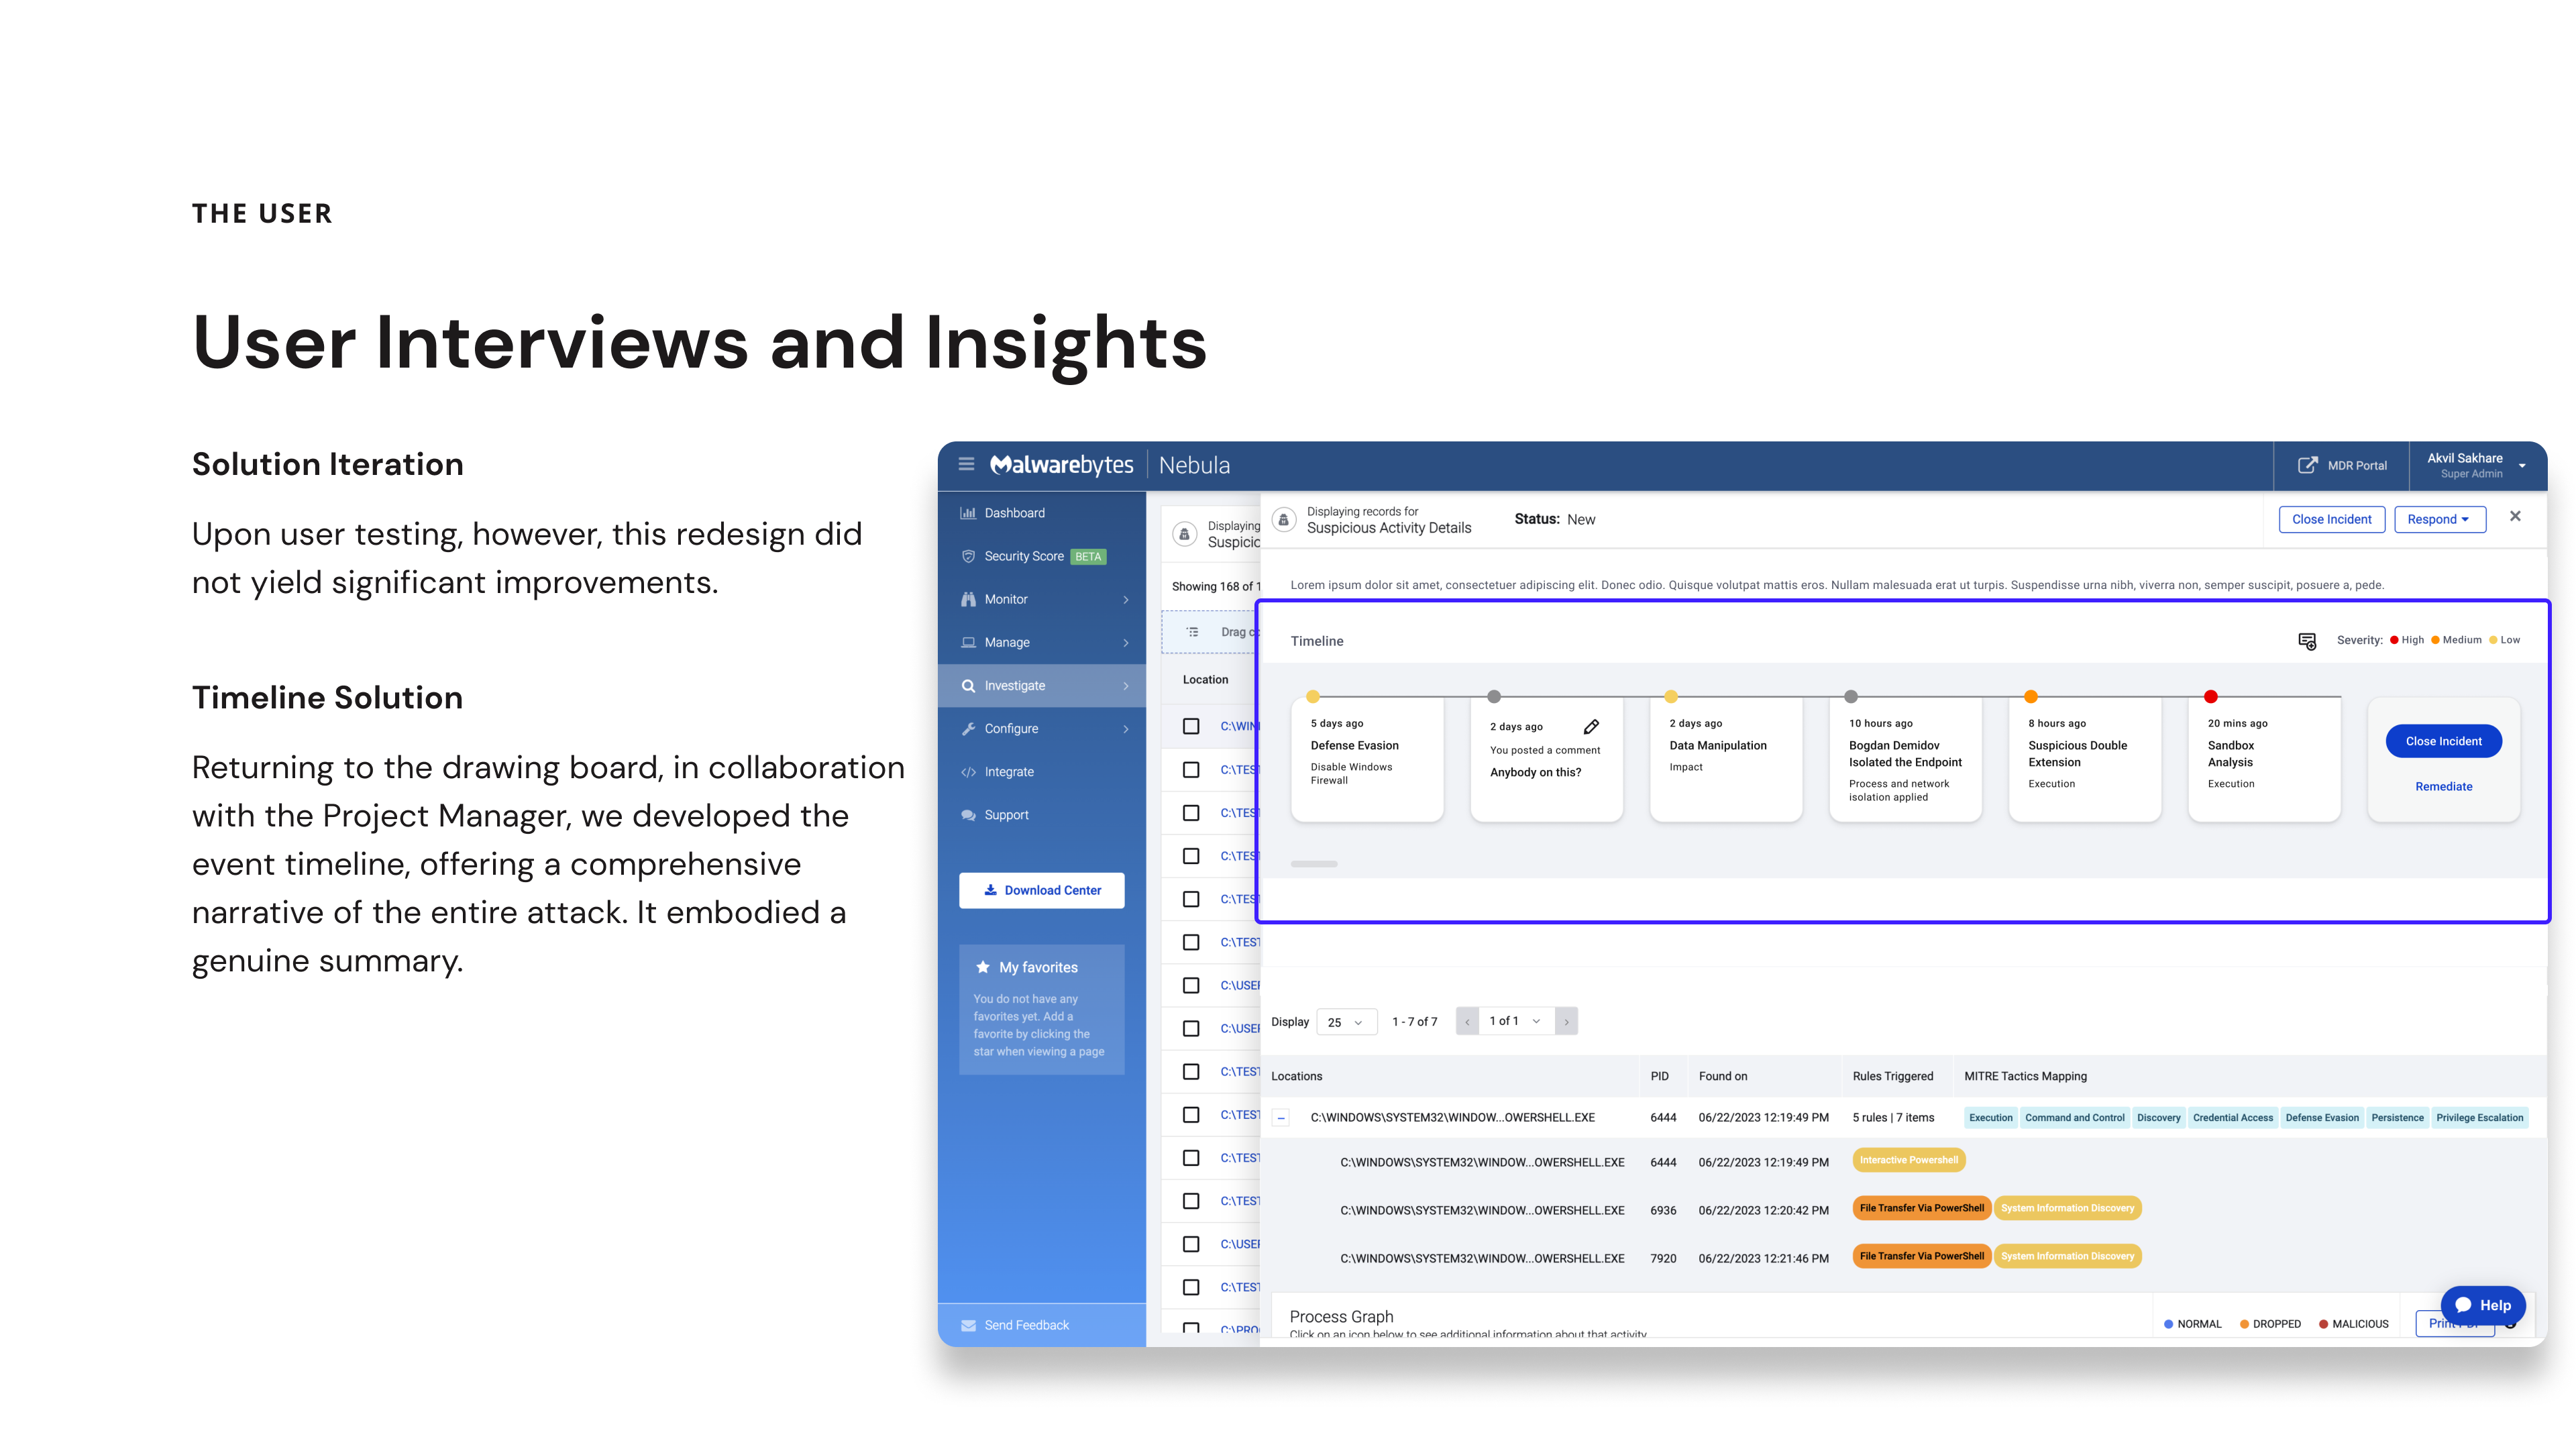 THE USER
User Interviews and Insights
Solution Iteration
Upon user testing, however, this redesign did
not yield significant improvements.
Timeline Solution
Returning to the drawing board, in collaboration
with the Project Manager, we developed the
event timeline, offering a comprehensive
narrative of the entire attack. It embodied a
genuine summary.
Malwarebytes Nebula
MDR Portal
Akvil Sakhare
Super Admin
Dashboard
Security Score BETA
Monitor
Manage
Investigate
Configure
Integrate
Support
Download Center
My favorites
You do not have any
favorites yet. Add a
favorite by clicking the
star when viewing a page
Send Feedback
Displaying
Suspicio
Showing 168 of 1
Drag c
Location
C:\WIN
C:\TES
C:\TES
C:\TES
C:\TES
C:\TES
C:\USE
C:\USE
C:\TES
C:\TES
C:\TES
C:\TES
C:\USE
C:\TES
C:\PRO
Displaying records for
Suspicious Activity Details
Status: New
Close Incident
Respond
Lorem ipsum dolor sit amet, consectetuer adipiscing elit. Donec odio. Quisque volutpat mattis eros. Nullam malesuada erat ut turpis. Suspendisse urna nibh, viverra non, semper suscipit, posuere a, pede.
Timeline
Severity: High Medium Low
5 days ago
Defense Evasion
Disable Windows
Firewall
2 days ago
You posted a comment
Anybody on this?
2 days ago
Data Manipulation
Impact
10 hours ago
Bogdan Demidov
Isolated the Endpoint
Process and network
isolation applied
8 hours ago
Suspicious Double
Extension
Execution
20 mins ago
Sandbox
Analysis
Execution
Close Incident
Remediate
Display 25 1 - 7 of 7 1 of 1
Locations PID Found on Rules Triggered MITRE Tactics Mapping
C:\WINDOWS\SYSTEM32\WINDOW...OWERSHELL.EXE 6444 06/22/2023 12:19:49 PM 5 rules | 7 items Execution Command and Control Discovery Credential Access Defense Evasion Persistence Privilege Escalation
C:\WINDOWS\SYSTEM32\WINDOW...OWERSHELL.EXE 6444 06/22/2023 12:19:49 PM Interactive Powershell
C:\WINDOWS\SYSTEM32\WINDOW...OWERSHELL.EXE 6936 06/22/2023 12:20:42 PM File Transfer Via PowerShell System Information Discovery
C:\WINDOWS\SYSTEM32\WINDOW...OWERSHELL.EXE 7920 06/22/2023 12:21:46 PM File Transfer Via PowerShell System Information Discovery
Process Graph
Click on an icon below to see additional information about that activity
NORMAL DROPPED MALICIOUS
Print
Help